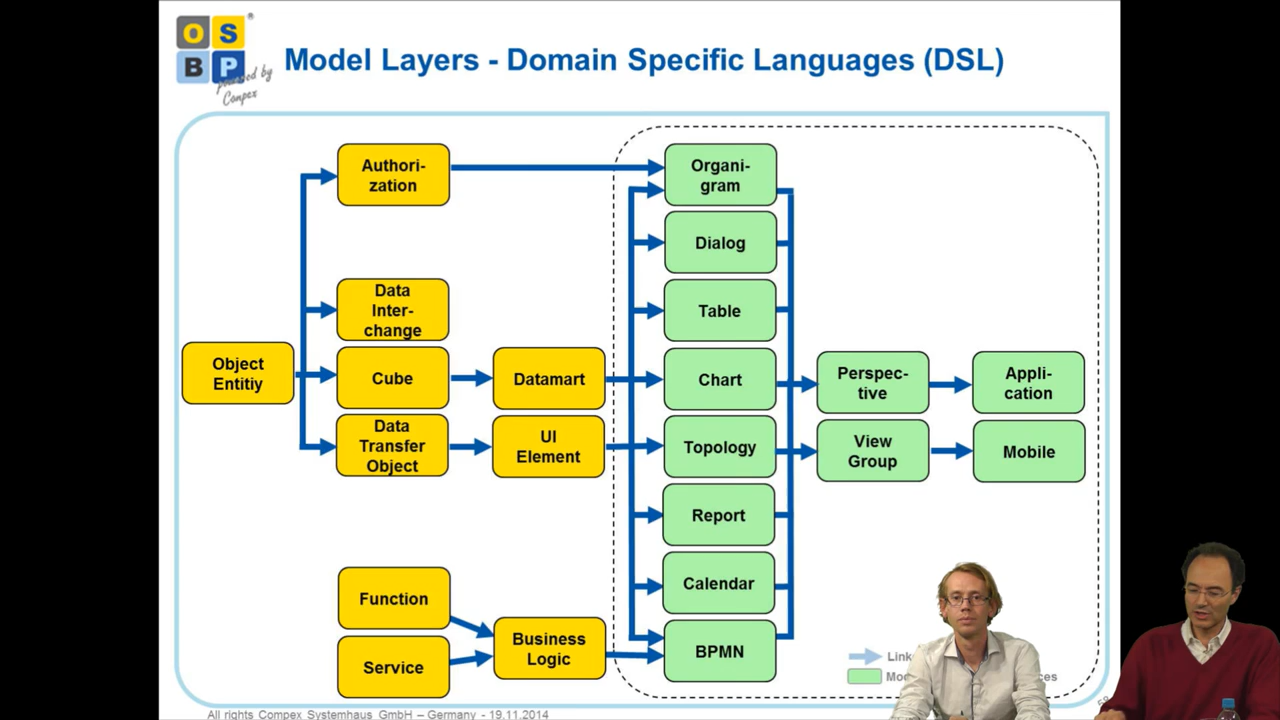 OS
BP
®
powered by
Compex
Model Layers - Domain Specific Languages (DSL)
Authori-
zation
Organi-
gram
Dialog
Data
Inter-
change
Table
Object
Entitiy
Cube
Datamart
Chart
Perspec-
tive
Appli-
cation
Data
Transfer
Object
UI
Element
Topology
View
Group
Mobile
Report
Function
Calendar
Service
Business
Logic
BPMN
All rights Compex Systemhaus GmbH – Germany - 19.11.2014